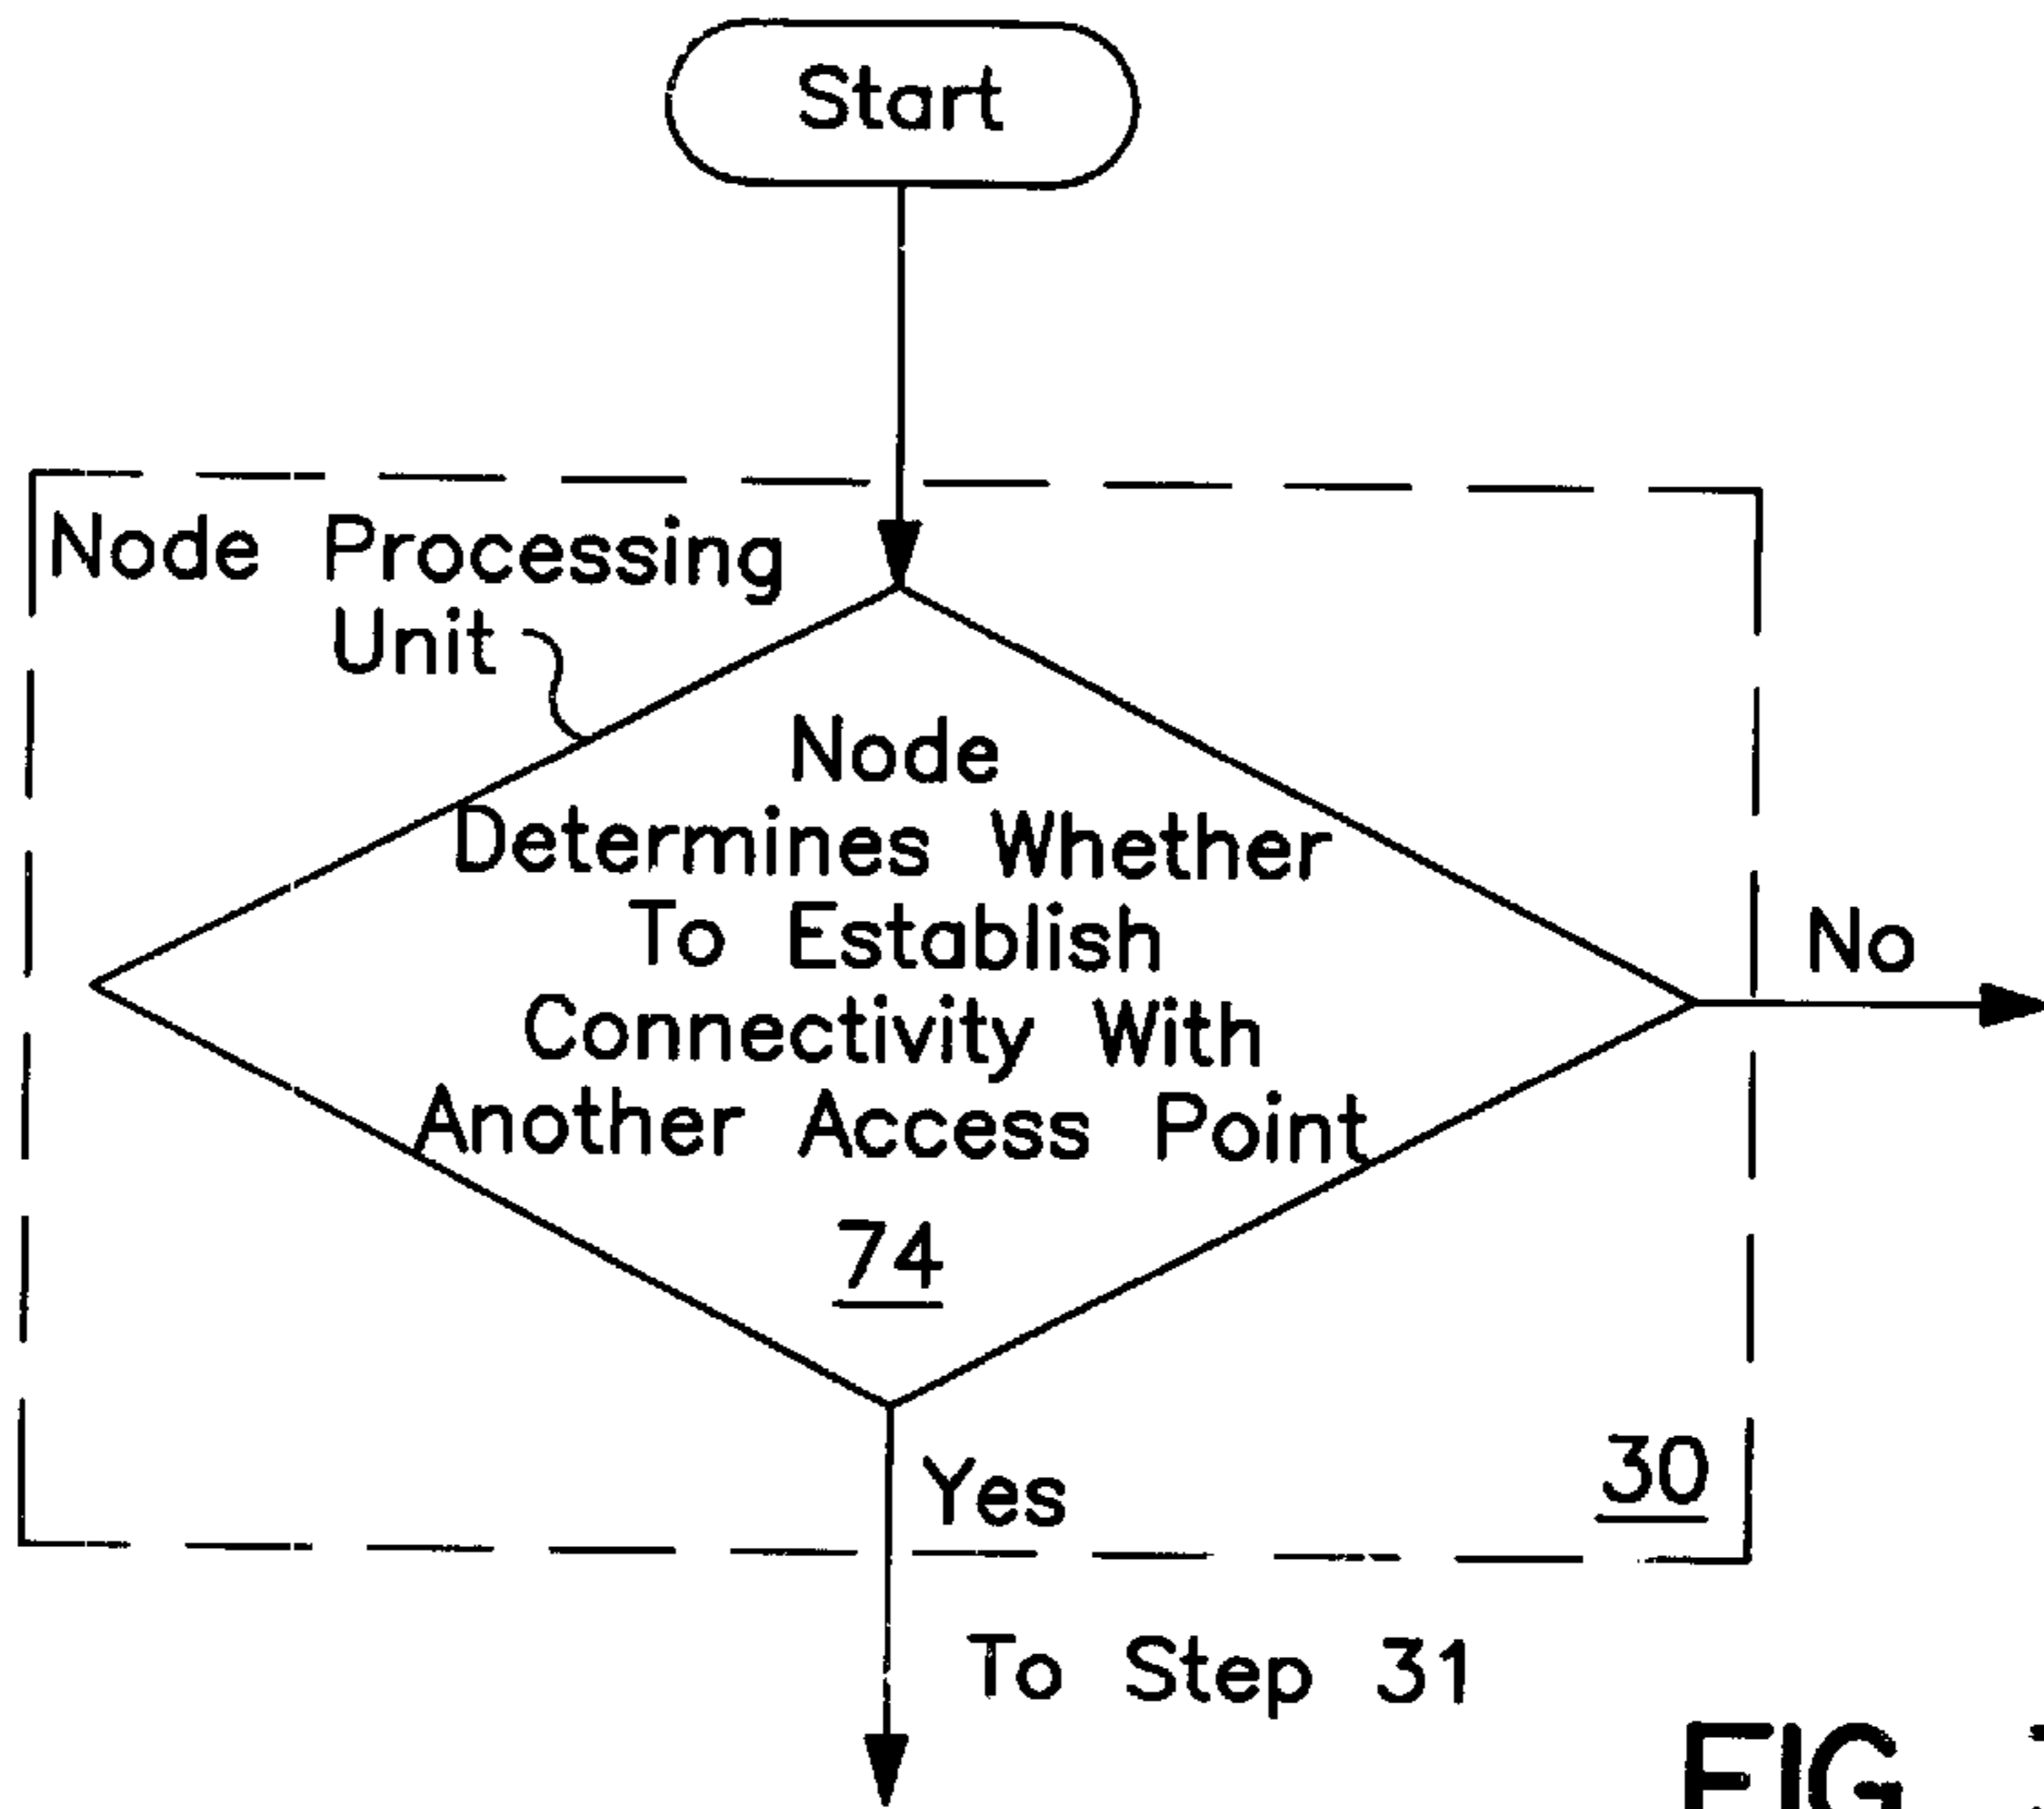 Start
Node Processing
Unit
Node
Determines Whether
To Establish
Connectivity With
Another Access Point
74
No
Yes
30
To Step 31
FIG